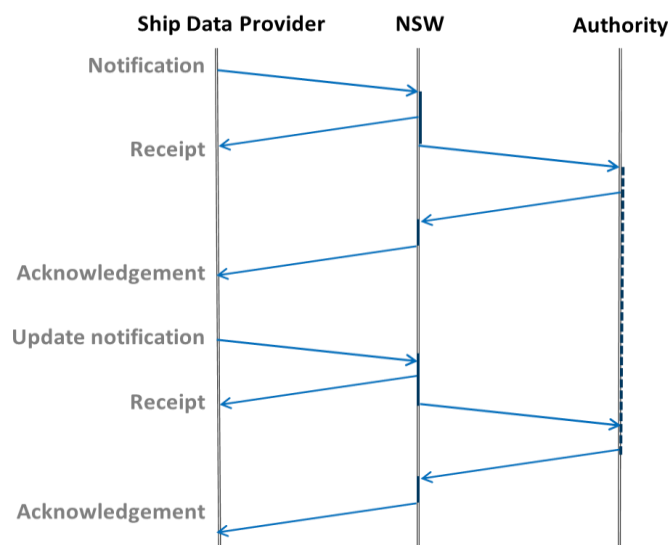 Ship Data Provider NSW Authority
Notification
Receipt
Acknowledgement
Update notification
Receipt
Acknowledgement